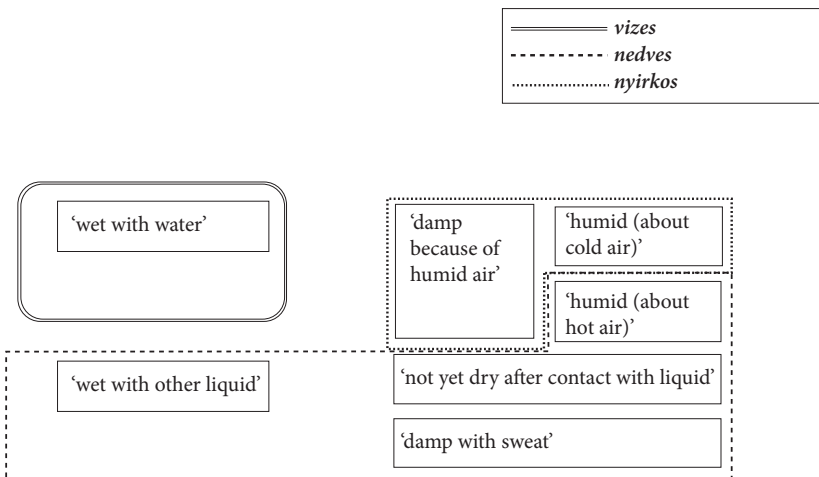 vizes
nedves
nyirkos
‘wet with water’
‘damp
because of
humid air’
‘humid (about
cold air)’
‘humid (about
hot air)’
‘wet with other liquid’
‘not yet dry after contact with liquid’
‘damp with sweat’